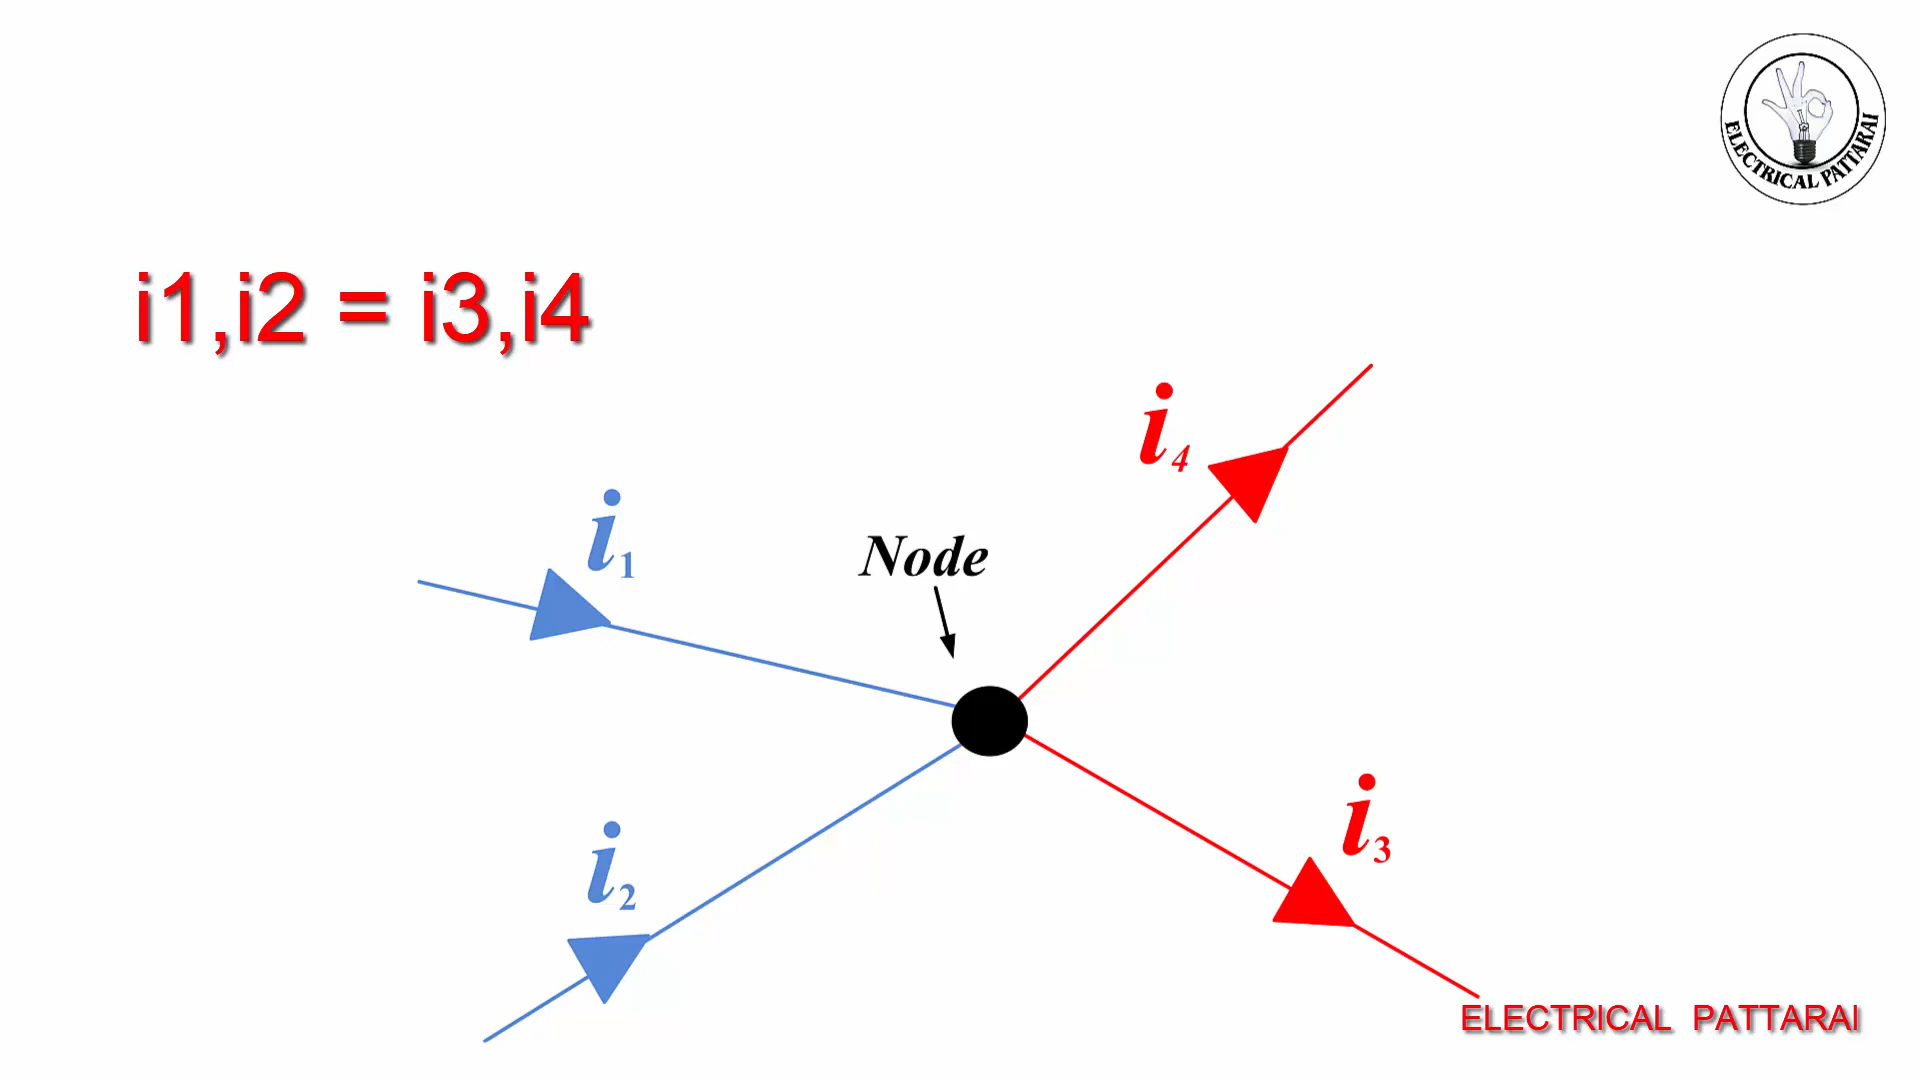 ELECTRICAL PATTARAI
i1,i2 = i3,i4
i4
i1
Node
i3
i2
ELECTRICAL PATTARAI